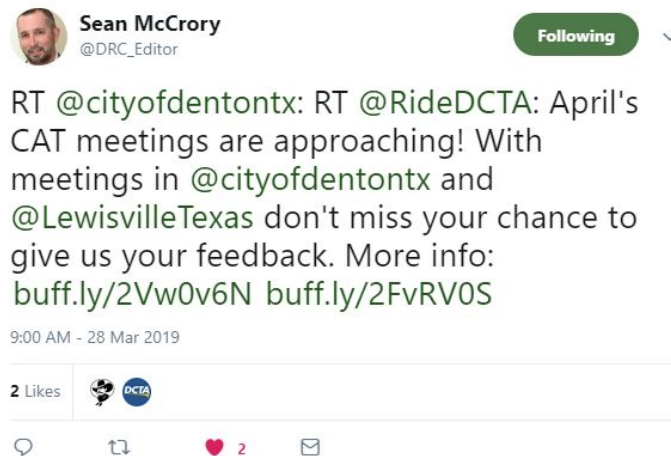 Sean McCrory
@DRC_Editor
Following
RT @cityofdentontx: RT @RideDCTA: April's
CAT meetings are approaching! With
meetings in @cityofdentontx and
@LewisvilleTexas don't miss your chance to
give us your feedback. More info:
buff.ly/2Vw0v6N buff.ly/2FvRV0S
9:00 AM - 28 Mar 2019
2 Likes
DCTA
2